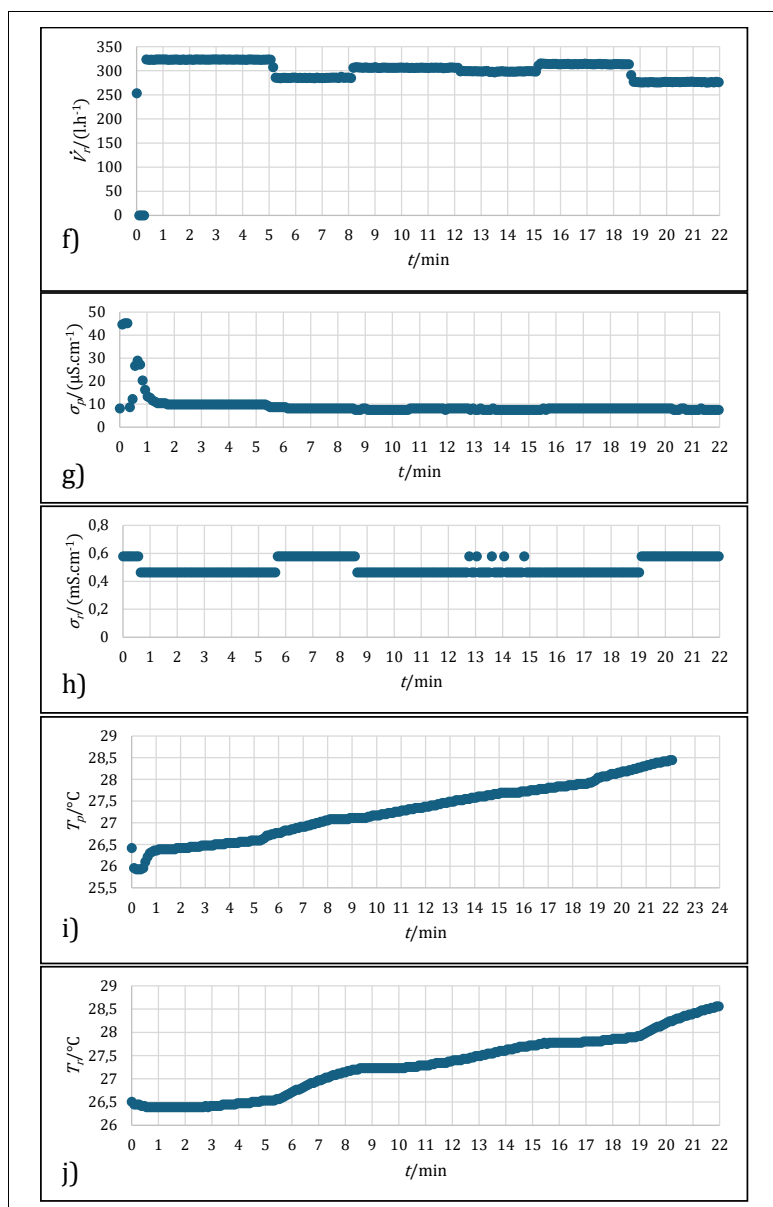 350
300
250
200
150
100
50
0
V̇r/(l.h-1)
0 1 2 3 4 5 6 7 8 9 10 11 12 13 14 15 16 17 18 19 20 21 22
f)
t/min
50
40
30
20
10
0
σp/(µS.cm-1)
0 1 2 3 4 5 6 7 8 9 10 11 12 13 14 15 16 17 18 19 20 21 22
g)
t/min
0,8
0,6
0,4
0,2
0
σr/(mS.cm-1)
0 1 2 3 4 5 6 7 8 9 10 11 12 13 14 15 16 17 18 19 20 21 22
h)
t/min
29
28,5
28
27,5
27
26,5
26
25,5
Tp/°C
0 1 2 3 4 5 6 7 8 9 10 11 12 13 14 15 16 17 18 19 20 21 22 23 24
i)
t/min
29
28,5
28
27,5
27
26,5
26
Tr/°C
0 1 2 3 4 5 6 7 8 9 10 11 12 13 14 15 16 17 18 19 20 21 22
j)
t/min